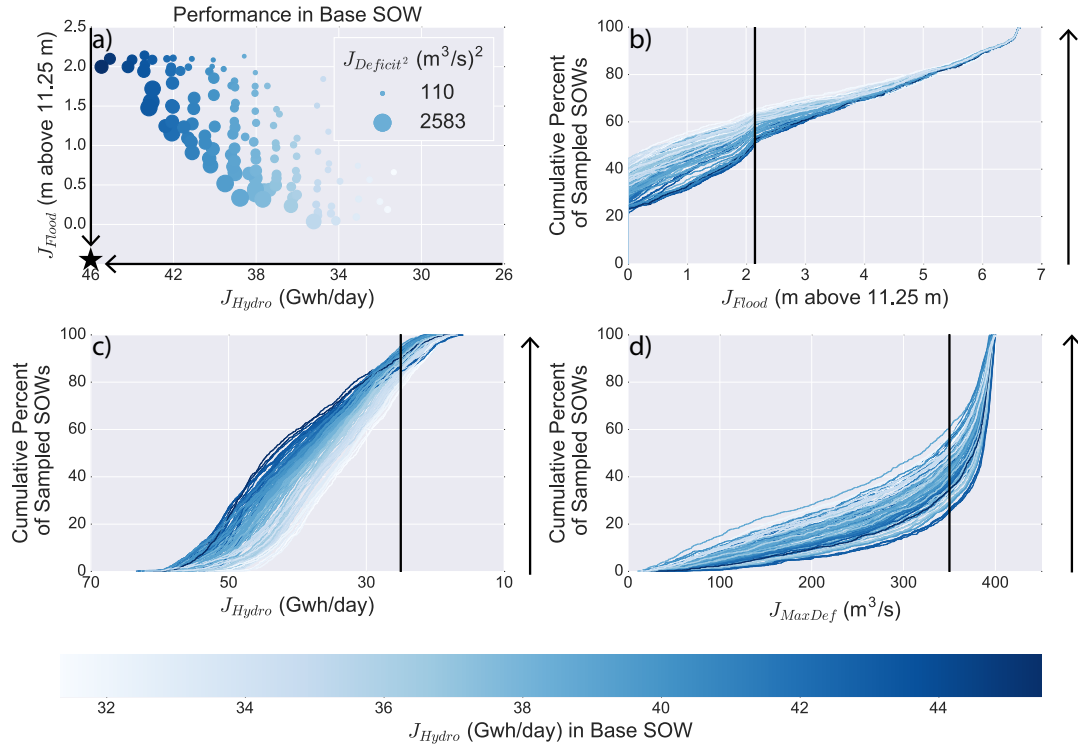 Performance in Base SOW
a)
2.5
2.0
1.5
1.0
0.5
0.0
J_Flood (m above 11.25 m)
J_Deficit² (m³/s)²
110
2583
46 42 38 34 30 26
J_Hydro (Gwh/day)
b)
100
80
60
40
20
0
Cumulative Percent
of Sampled SOWs
0 1 2 3 4 5 6 7
J_Flood (m above 11.25 m)
c)
100
80
60
40
20
0
Cumulative Percent
of Sampled SOWs
70 50 30 10
J_Hydro (Gwh/day)
d)
100
80
60
40
20
0
Cumulative Percent
of Sampled SOWs
0 100 200 300 400
J_MaxDef (m³/s)
32 34 36 38 40 42 44
J_Hydro (Gwh/day) in Base SOW